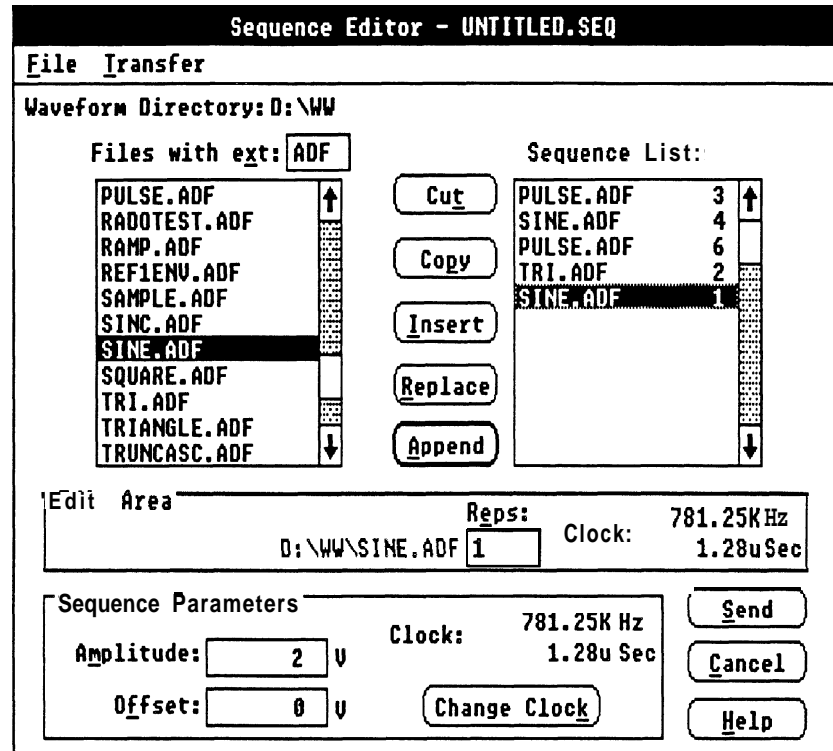 Sequence Editor - UNTITLED.SEQ
File Transfer
Waveform Directory: D:\WW
Files with ext: ADF
PULSE.ADF
RADOTEST.ADF
RAMP.ADF
REF1ENV.ADF
SAMPLE.ADF
SINC.ADF
SINE.ADF
SQUARE.ADF
TRI.ADF
TRIANGLE.ADF
TRUNCASC.ADF
Cut
Copy
Insert
Replace
Append
Sequence List:
PULSE.ADF 3
SINE.ADF 4
PULSE.ADF 6
TRI.ADF 2
SINE.ADF 1
Edit Area
D:\WW\SINE.ADF
Reps:
1
Clock: 781.25KHz
1.28uSec
Sequence Parameters
Amplitude: 2 V
Offset: 0 V
Clock: 781.25K Hz
1.28u Sec
Change Clock
Send
Cancel
Help